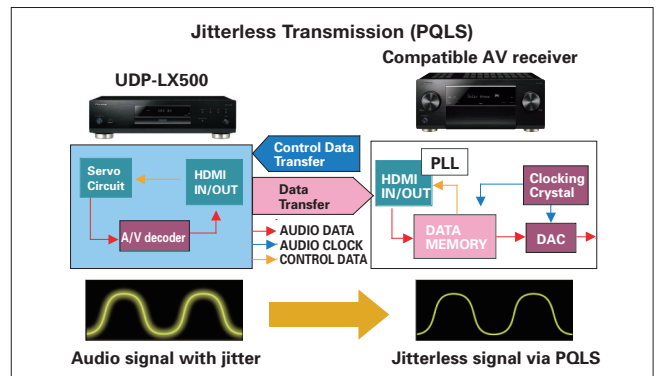 Jitterless Transmission (PQLS)
UDP-LX500
Compatible AV receiver
Control Data
Transfer
Servo
Circuit
HDMI
IN/OUT
A/V decoder
Data
Transfer
AUDIO DATA
AUDIO CLOCK
CONTROL DATA
PLL
HDMI
IN/OUT
Clocking
Crystal
DATA
MEMORY
DAC
Audio signal with jitter
Jitterless signal via PQLS